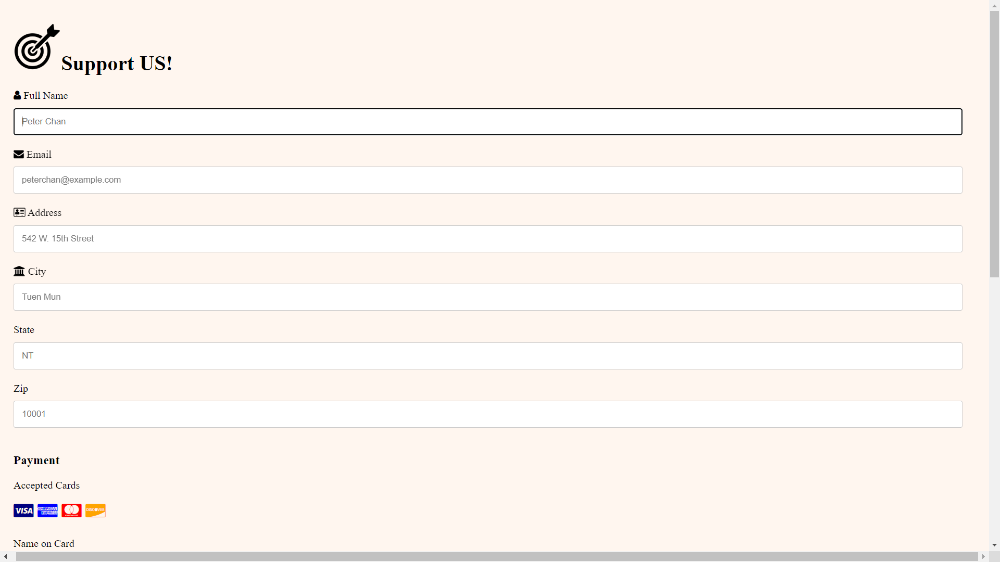 Support US!
Full Name
Peter Chan
Email
peterchan@example.com
Address
542 W. 15th Street
City
Tuen Mun
State
NT
Zip
10001
Payment
Accepted Cards
VISA AMERICAN EXPRESS mastercard DISCOVER
Name on Card